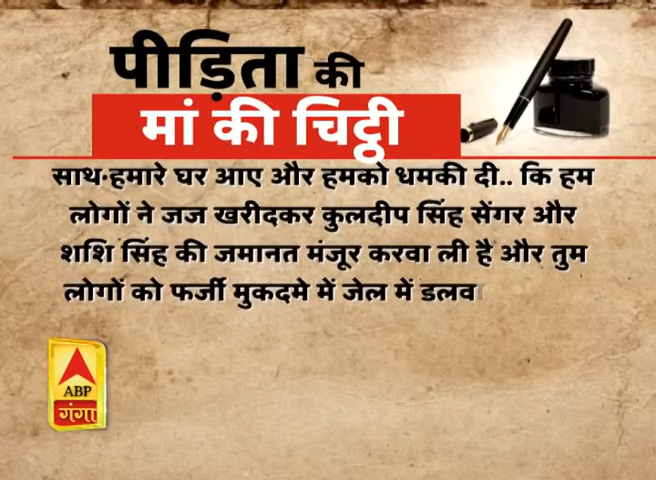 पीड़िता की
मां की चिट्ठी
साथ हमारे घर आए और हमको धमकी दी.. कि हम
लोगों ने जज खरीदकर कुलदीप सिंह सेंगर और
शशि सिंह की जमानत मंजूर करवा ली है और तुम
लोगों को फर्जी मुकदमे में जेल में डलव
ABP
गंगा